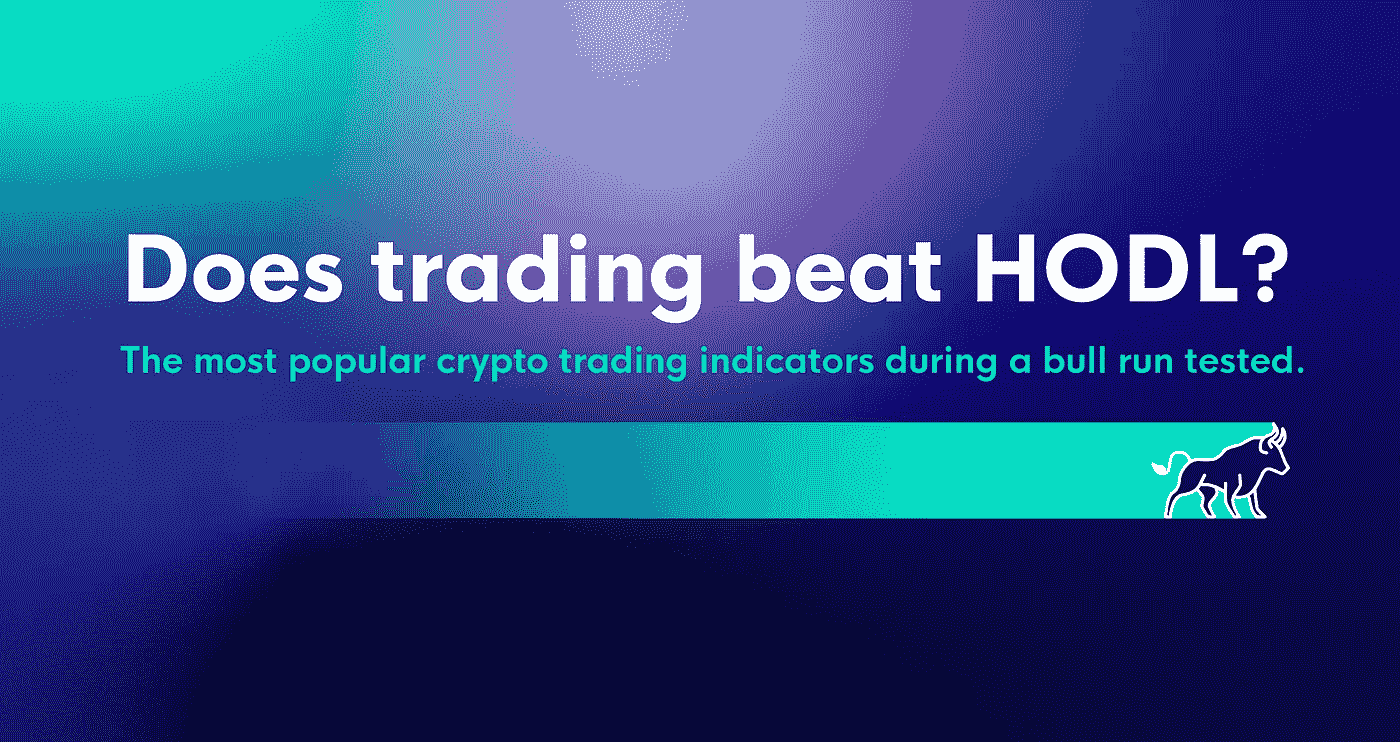 Does trading beat HODL?
The most popular crypto trading indicators during a bull run tested.